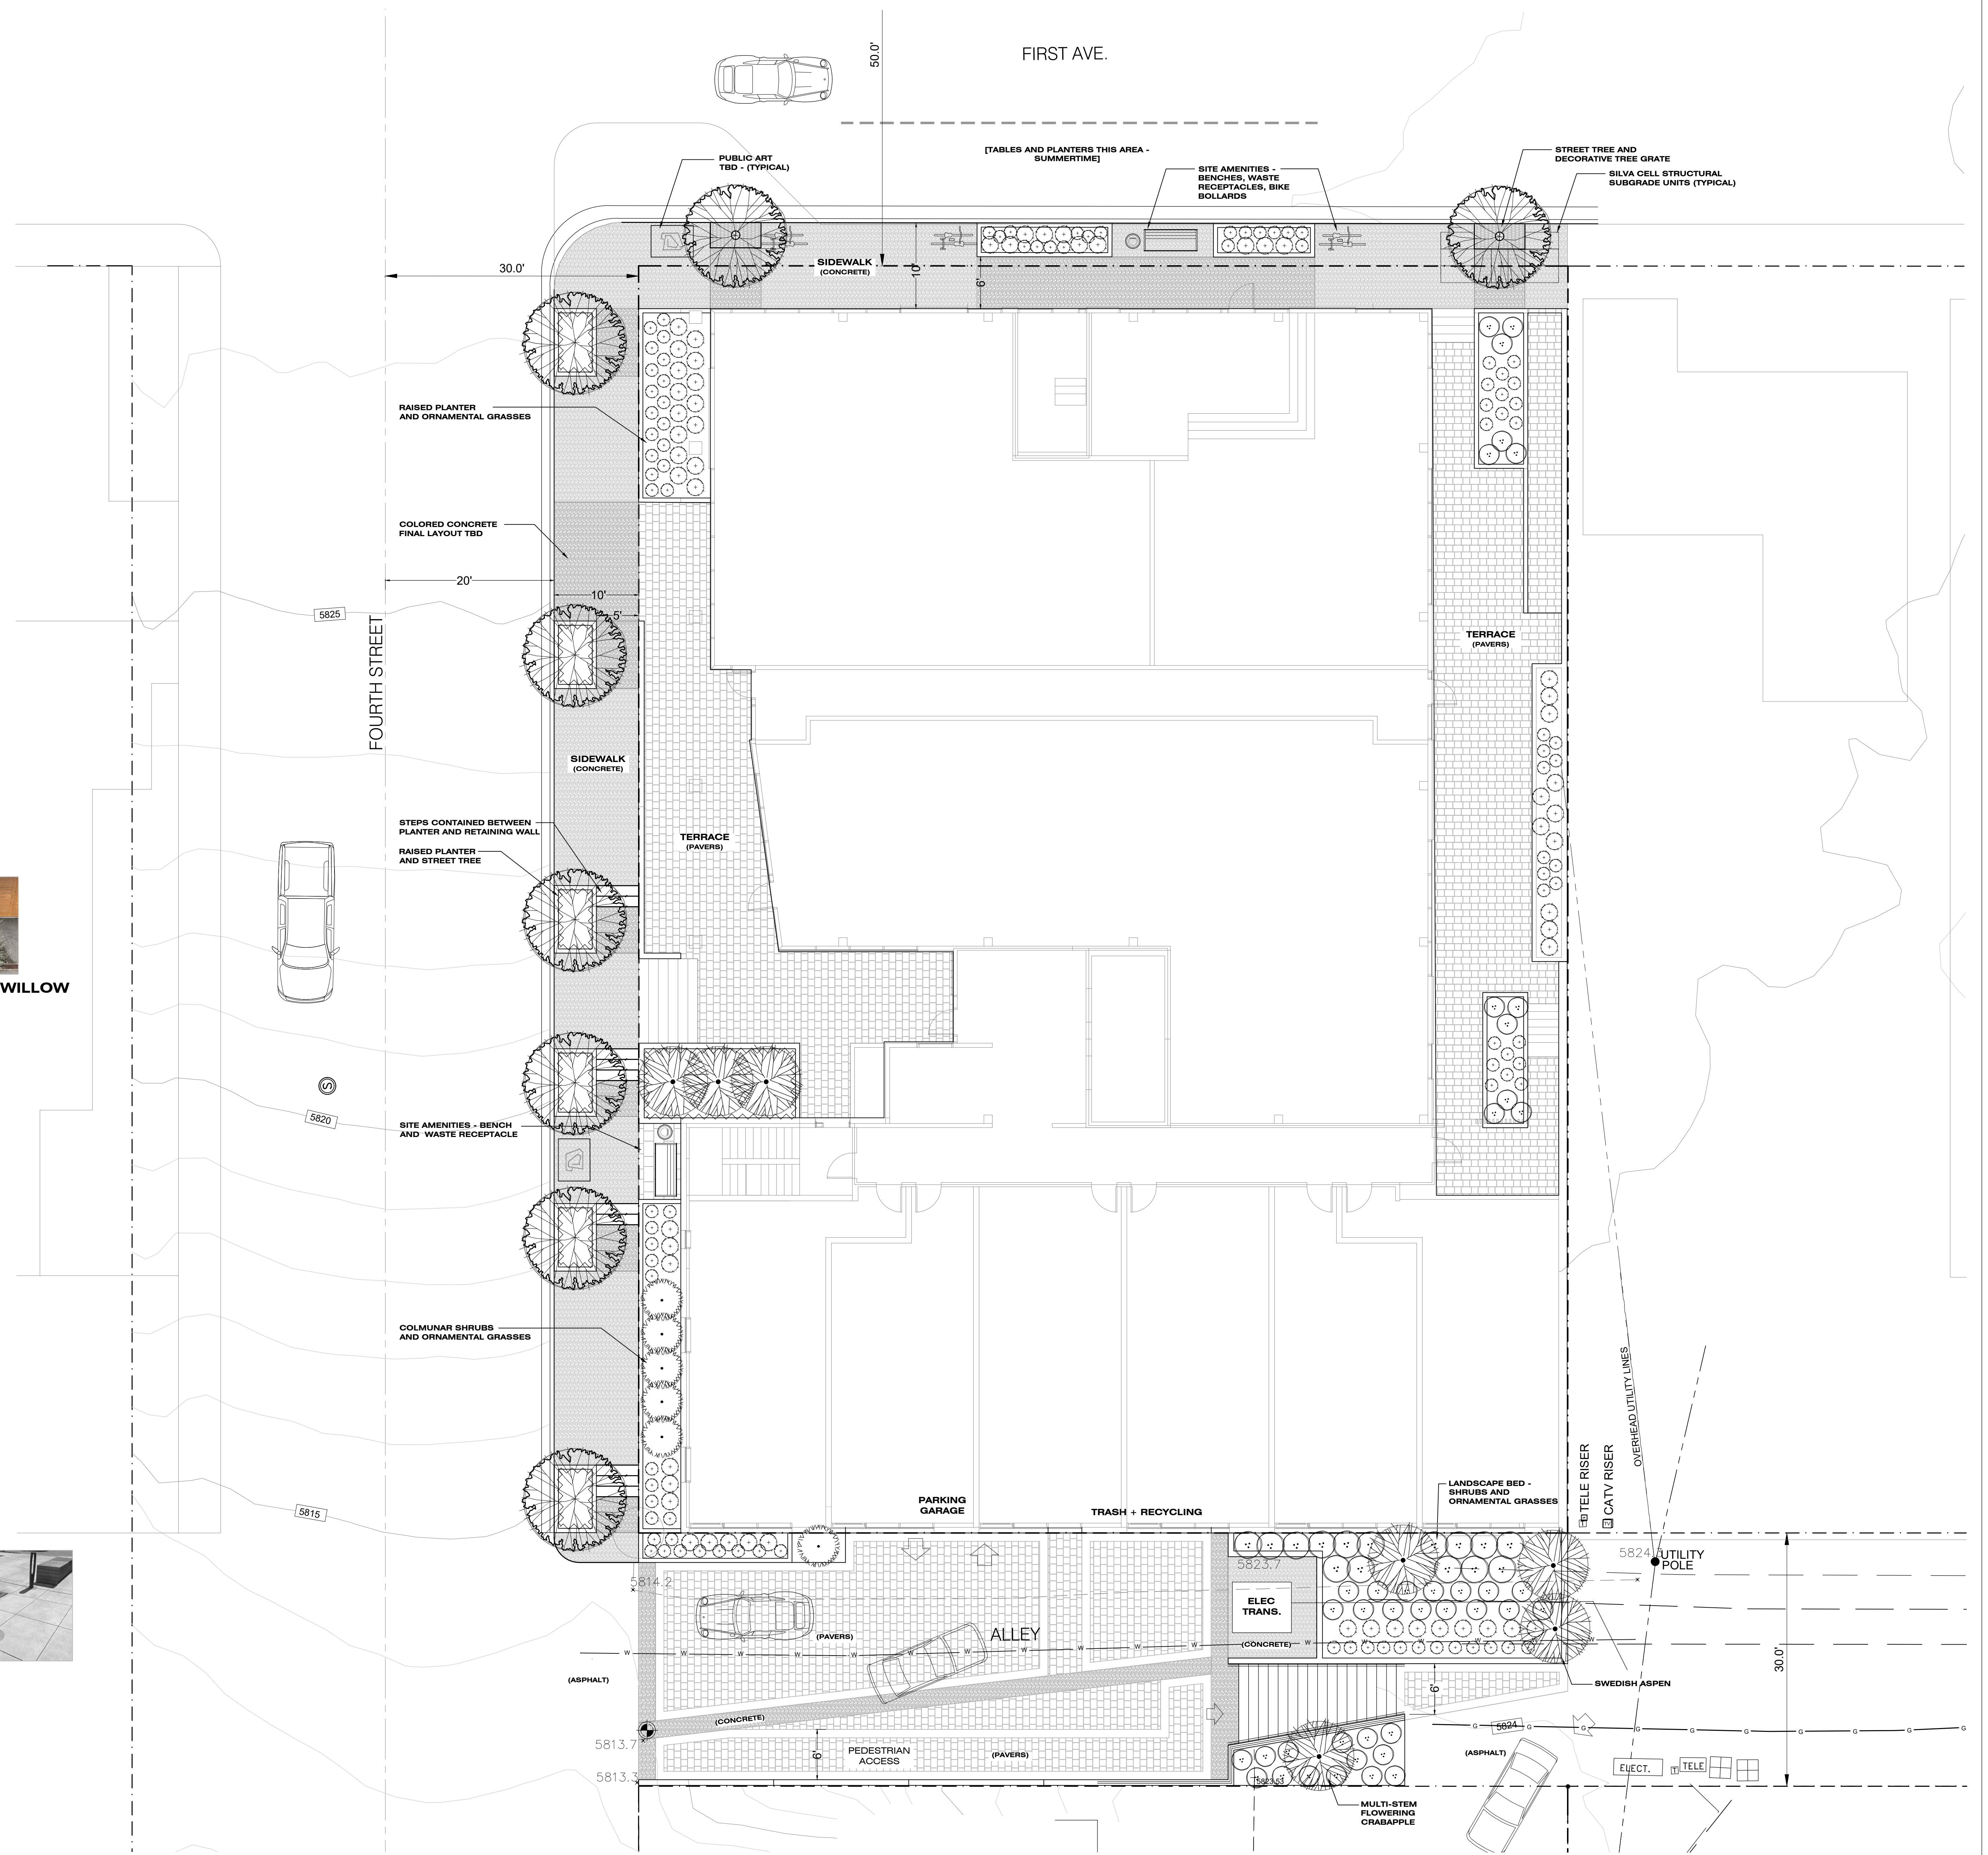 FIRST AVE.
50.0'
[TABLES AND PLANTERS THIS AREA -
SUMMERTIME]
PUBLIC ART
TBD - (TYPICAL)
SITE AMENITIES -
BENCHES, WASTE
RECEPTACLES, BIKE
BOLLARDS
STREET TREE AND
DECORATIVE TREE GRATE
SILVA CELL STRUCTURAL
SUBGRADE UNITS (TYPICAL)
30.0'
SIDEWALK
(CONCRETE)
10'
6'
RAISED PLANTER
AND ORNAMENTAL GRASSES
COLORED CONCRETE
FINAL LAYOUT TBD
20'
10'
5'
5825
FOURTH STREET
TERRACE
(PAVERS)
SIDEWALK
(CONCRETE)
STEPS CONTAINED BETWEEN
PLANTER AND RETAINING WALL
RAISED PLANTER
AND STREET TREE
TERRACE
(PAVERS)
WILLOW
S
5820
SITE AMENITIES - BENCH
AND WASTE RECEPTACLE
COLMUNAR SHRUBS
AND ORNAMENTAL GRASSES
OVERHEAD UTILITY LINES
TELE RISER
CATV RISER
5815
PARKING
GARAGE
TRASH + RECYCLING
LANDSCAPE BED -
SHRUBS AND
ORNAMENTAL GRASSES
5814.2
5823.7
5824.
UTILITY
POLE
ELEC
TRANS.
ALLEY
(PAVERS)
(CONCRETE)
W W W W W W W W W W W W W
(ASPHALT)
30.0'
SWEDISH ASPEN
6'
(CONCRETE)
5813.7
6'
PEDESTRIAN
ACCESS
(PAVERS)
G G 5824 G G G G G G G
(ASPHALT)
ELECT.
T
TELE
5813.3
5823.53
MULTI-STEM
FLOWERING
CRABAPPLE